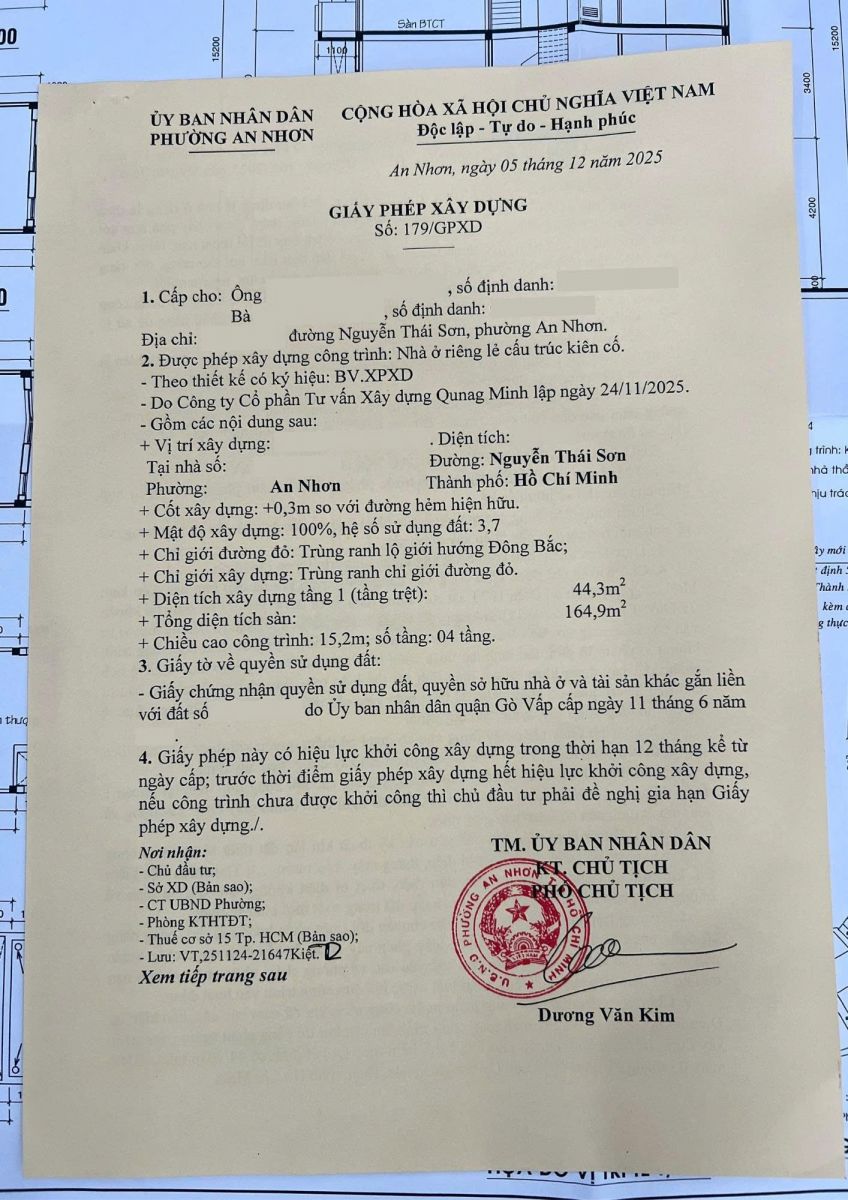 Sàn BTCT
1100
15200
3400
15200
4200
ỦY BAN NHÂN DÂN
PHƯỜNG AN NHƠN
CỘNG HÒA XÃ HỘI CHỦ NGHĨA VIỆT NAM
Độc lập - Tự do - Hạnh phúc
An Nhơn, ngày 05 tháng 12 năm 2025
GIẤY PHÉP XÂY DỰNG
Số: 179/GPXD
1. Cấp cho: Ông , số định danh:
Bà , số định danh:
Địa chỉ: đường Nguyễn Thái Sơn, phường An Nhơn.
2. Được phép xây dựng công trình: Nhà ở riêng lẻ cấu trúc kiên cố.
- Theo thiết kế có ký hiệu: BV.XPXD
- Do Công ty Cổ phần Tư vấn Xây dựng Qunag Minh lập ngày 24/11/2025.
- Gồm các nội dung sau:
+ Vị trí xây dựng: . Diện tích:
Tại nhà số: Đường: Nguyễn Thái Sơn
Phường: An Nhơn Thành phố: Hồ Chí Minh
+ Cốt xây dựng: +0,3m so với đường hẻm hiện hữu.
+ Mật độ xây dựng: 100%, hệ số sử dụng đất: 3,7
+ Chỉ giới đường đỏ: Trùng ranh lộ giới hướng Đông Bắc;
+ Chỉ giới xây dựng: Trùng ranh chỉ giới đường đỏ.
+ Diện tích xây dựng tầng 1 (tầng trệt): 44,3m²
+ Tổng diện tích sàn: 164,9m²
+ Chiều cao công trình: 15,2m; số tầng: 04 tầng.
3. Giấy tờ về quyền sử dụng đất:
- Giấy chứng nhận quyền sử dụng đất, quyền sở hữu nhà ở và tài sản khác gắn liền
với đất số do Ủy ban nhân dân quận Gò Vấp cấp ngày 11 tháng 6 năm
4. Giấy phép này có hiệu lực khởi công xây dựng trong thời hạn 12 tháng kể từ
ngày cấp; trước thời điểm giấy phép xây dựng hết hiệu lực khởi công xây dựng,
nếu công trình chưa được khởi công thì chủ đầu tư phải đề nghị gia hạn Giấy
phép xây dựng./.
Nơi nhận:
- Chủ đầu tư;
- Sở XD (Bản sao);
- CT UBND Phường;
- Phòng KTHTĐT;
- Thuế cơ sở 15 Tp. HCM (Bản sao);
- Lưu: VT,251124-21647Kiệt.
Xem tiếp trang sau
TM. ỦY BAN NHÂN DÂN
KT. CHỦ TỊCH
PHÓ CHỦ TỊCH
U.B.N.D PHƯỜNG AN NHƠN T.P HỒ CHÍ MINH
VIỆT NAM
Dương Văn Kim